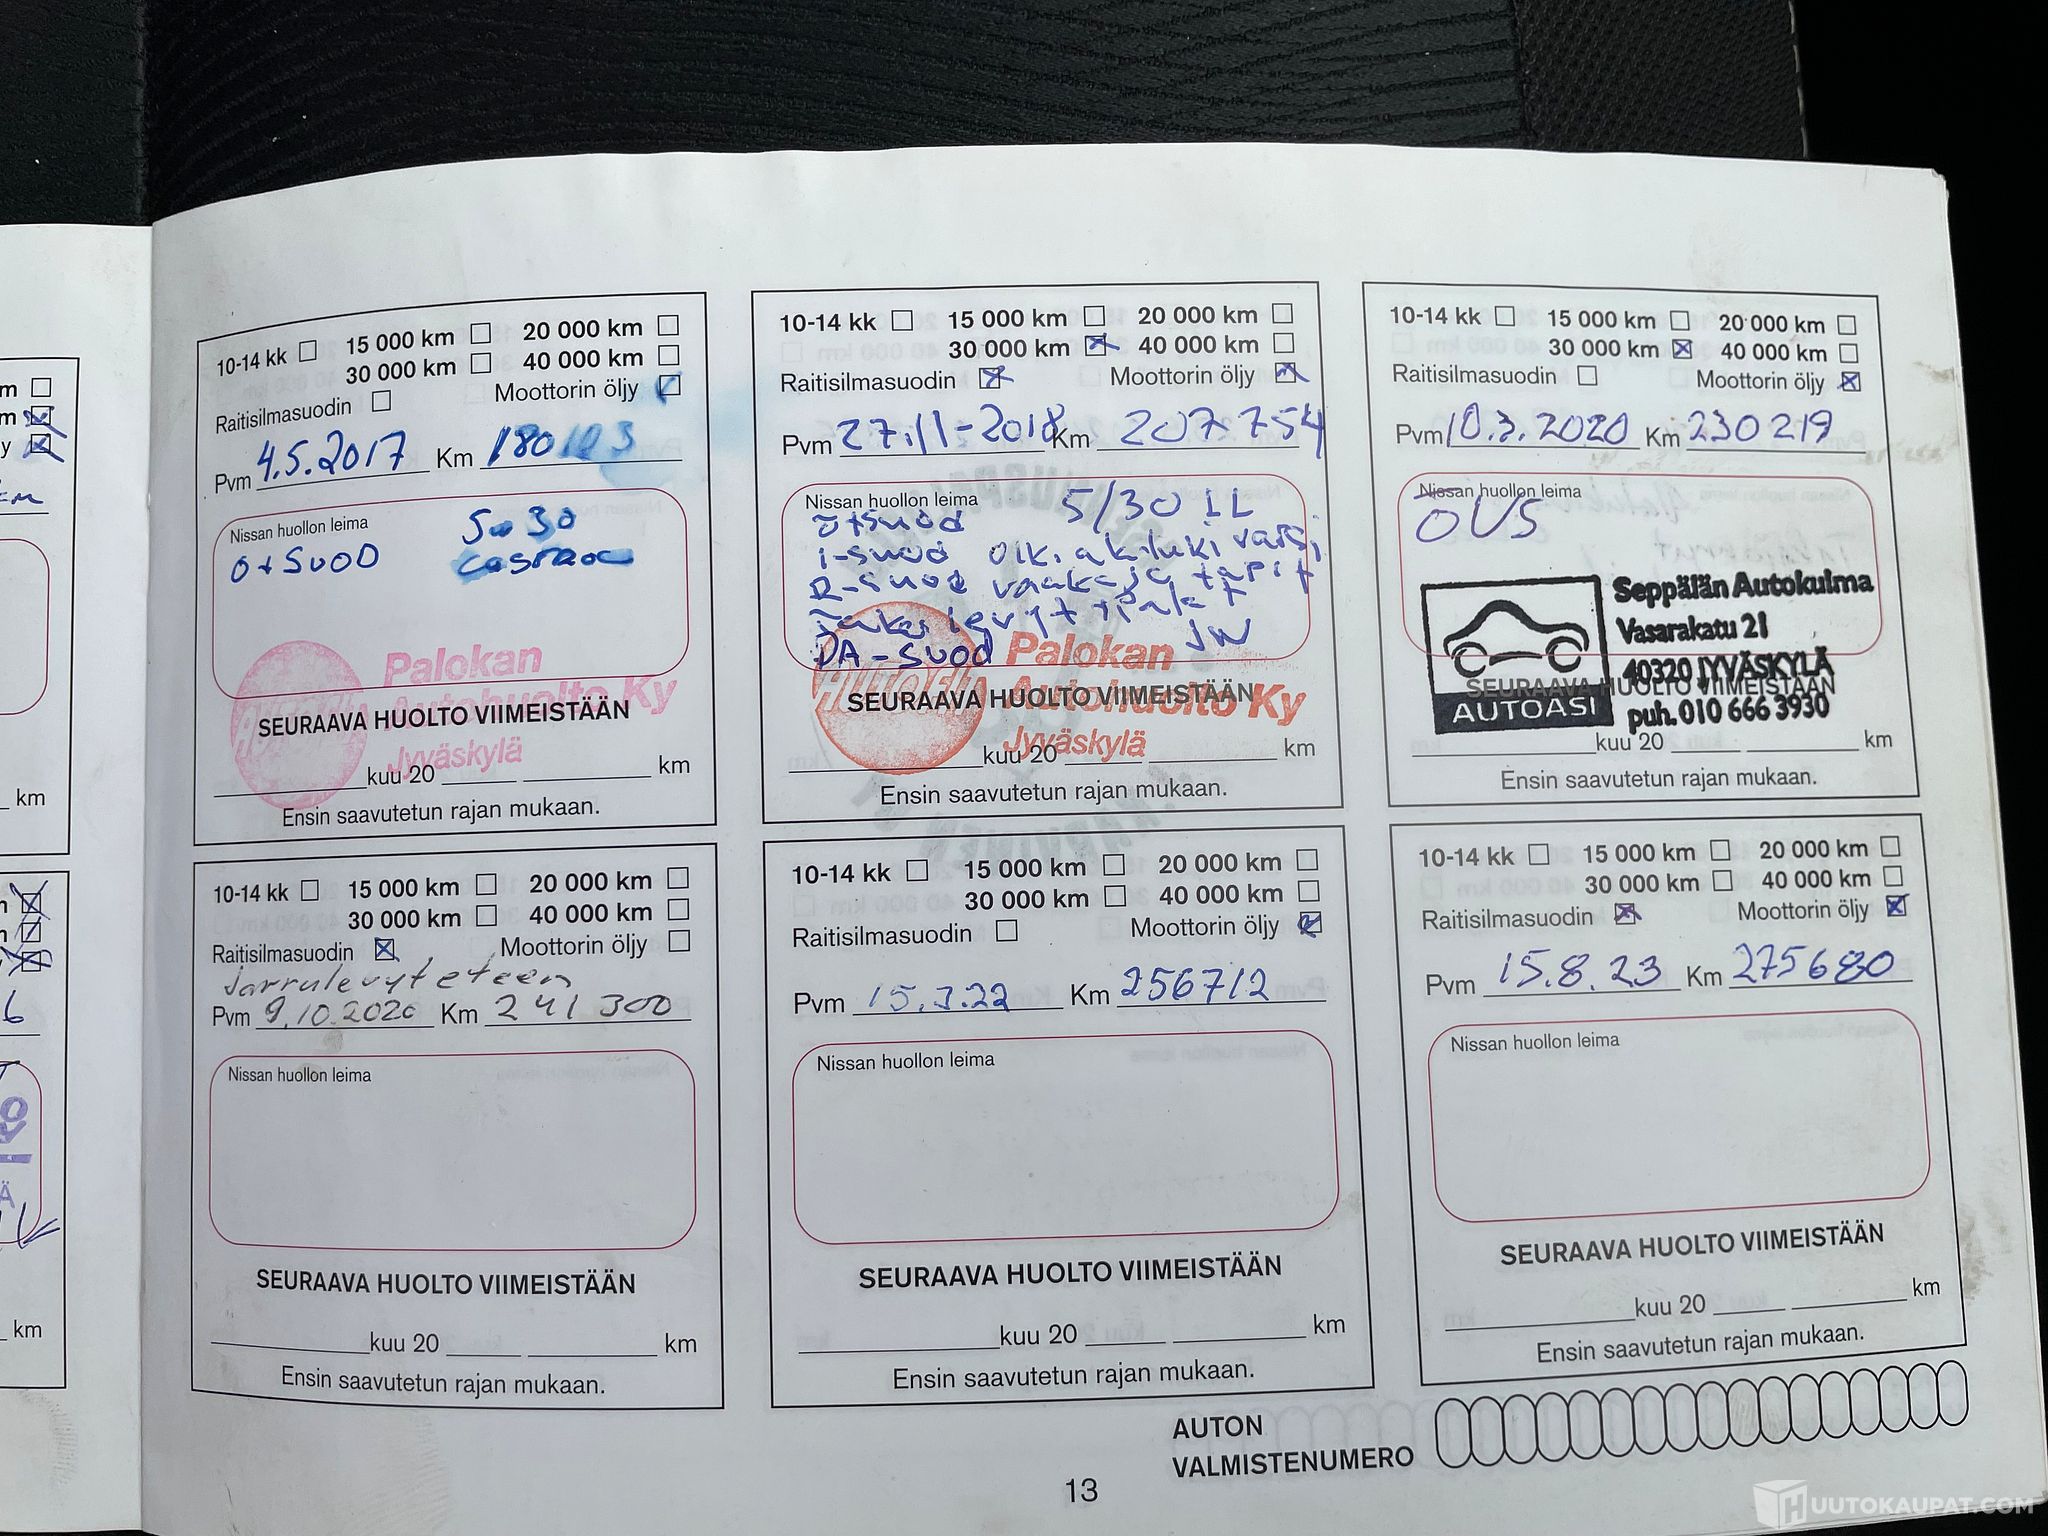 10-14 kk 15 000 km 20 000 km
30 000 km 40 000 km
Raitisilmasuodin Moottorin öljy
Pvm 4.5.2017 Km
Nissan huollon leima
Ö+SUOD 5w30
Palokan
Autohuolto Ky
Jyväskylä
SEURAAVA HUOLTO VIIMEISTÄÄN
kuu 20 km
Ensin saavutetun rajan mukaan.
10-14 kk 15 000 km 20 000 km
30 000 km 40 000 km
Raitisilmasuodin Moottorin öljy
Pvm 27.11-2018 Km 207754
Nissan huollon leima 5/30 1L
ö+suod
i-suod
R-suod
PA-SUOD
Palokan
Autohuolto Ky
Jyväskylä
SEURAAVA HUOLTO VIIMEISTÄÄN
kuu 20 km
Ensin saavutetun rajan mukaan.
10-14 kk 15 000 km 20 000 km
30 000 km 40 000 km
Raitisilmasuodin Moottorin öljy
Pvm 10.3.2020 Km 230219
Nissan huollon leima
Seppälän Autokulma
Vasarakatu 21
40320 JYVÄSKYLÄ
puh. 010 666 3930
AUTOASI
SEURAAVA HUOLTO VIIMEISTÄÄN
kuu 20 km
Ensin saavutetun rajan mukaan.
10-14 kk 15 000 km 20 000 km
30 000 km 40 000 km
Raitisilmasuodin Moottorin öljy
Jarrulevyt eteen
Pvm 9.10.2020 Km 241300
Nissan huollon leima
SEURAAVA HUOLTO VIIMEISTÄÄN
kuu 20 km
Ensin saavutetun rajan mukaan.
10-14 kk 15 000 km 20 000 km
30 000 km 40 000 km
Raitisilmasuodin Moottorin öljy
Pvm 15.3.22 Km 256712
Nissan huollon leima
SEURAAVA HUOLTO VIIMEISTÄÄN
kuu 20 km
Ensin saavutetun rajan mukaan.
10-14 kk 15 000 km 20 000 km
30 000 km 40 000 km
Raitisilmasuodin Moottorin öljy
Pvm 15.8.23 Km 275680
Nissan huollon leima
SEURAAVA HUOLTO VIIMEISTÄÄN
kuu 20 km
Ensin saavutetun rajan mukaan.
AUTON
VALMISTENUMERO
13
HUUTOKAUPAT.COM